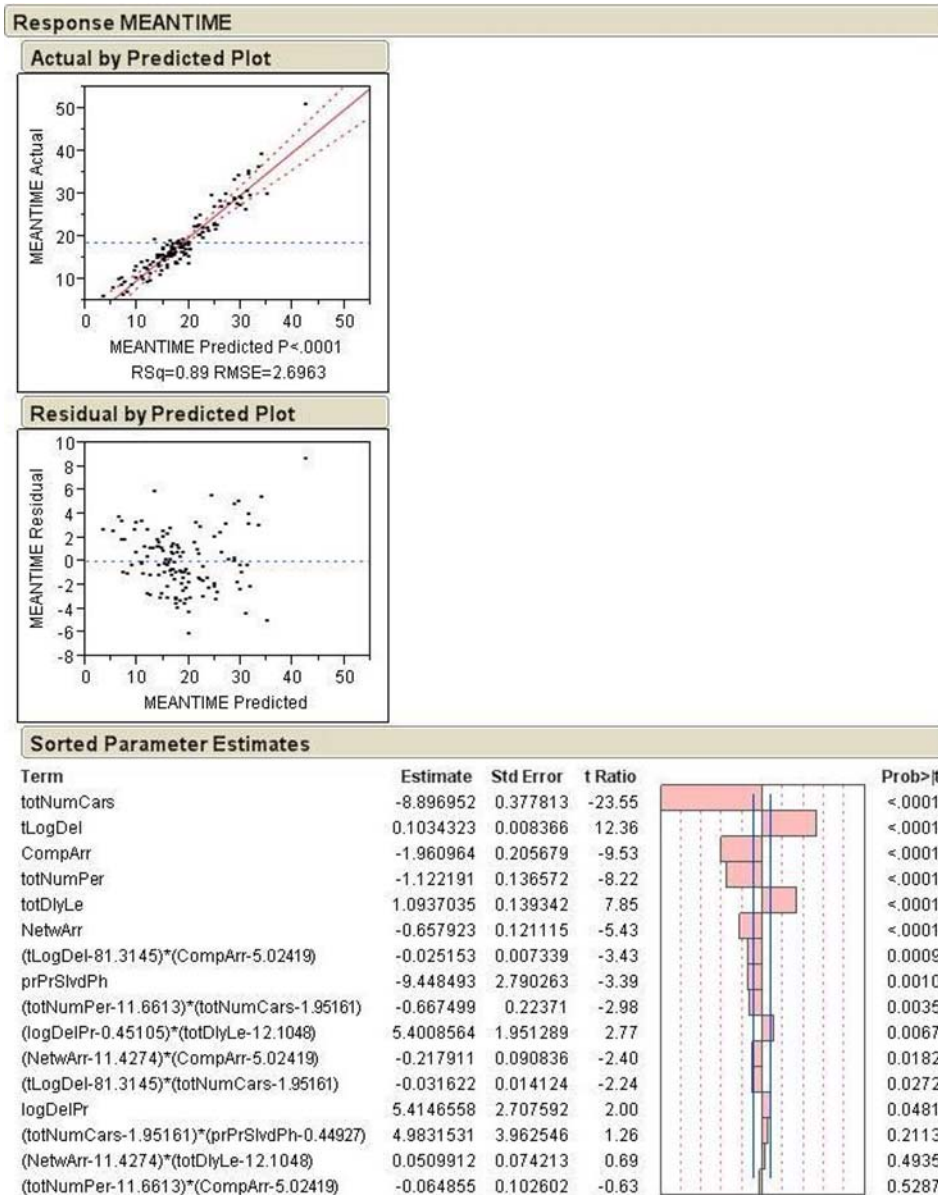 Response MEANTIME
Actual by Predicted Plot
MEANTIME Actual
50
40
30
20
10
0 10 20 30 40 50
MEANTIME Predicted P<.0001
RSq=0.89 RMSE=2.6963
Residual by Predicted Plot
MEANTIME Residual
10
8
6
4
2
0
-2
-4
-6
-8
0 10 20 30 40 50
MEANTIME Predicted
Sorted Parameter Estimates
Term Estimate Std Error t Ratio Prob>|t
totNumCars -8.896952 0.377813 -23.55 <.0001
tLogDel 0.1034323 0.008366 12.36 <.0001
CompArr -1.960964 0.205679 -9.53 <.0001
totNumPer -1.122191 0.136572 -8.22 <.0001
totDlyLe 1.0937035 0.139342 7.85 <.0001
NetwArr -0.657923 0.121115 -5.43 <.0001
(tLogDel-81.3145)*(CompArr-5.02419) -0.025153 0.007339 -3.43 0.0009
prPrSlvdPh -9.448493 2.790263 -3.39 0.0010
(totNumPer-11.6613)*(totNumCars-1.95161) -0.667499 0.22371 -2.98 0.0035
(logDelPr-0.45105)*(totDlyLe-12.1048) 5.4008564 1.951289 2.77 0.0067
(NetwArr-11.4274)*(CompArr-5.02419) -0.217911 0.090836 -2.40 0.0182
(tLogDel-81.3145)*(totNumCars-1.95161) -0.031622 0.014124 -2.24 0.0272
logDelPr 5.4146558 2.707592 2.00 0.0481
(totNumCars-1.95161)*(prPrSlvdPh-0.44927) 4.9831531 3.962546 1.26 0.2113
(NetwArr-11.4274)*(totDlyLe-12.1048) 0.0509912 0.074213 0.69 0.4935
(totNumPer-11.6613)*(CompArr-5.02419) -0.064855 0.102602 -0.63 0.5287